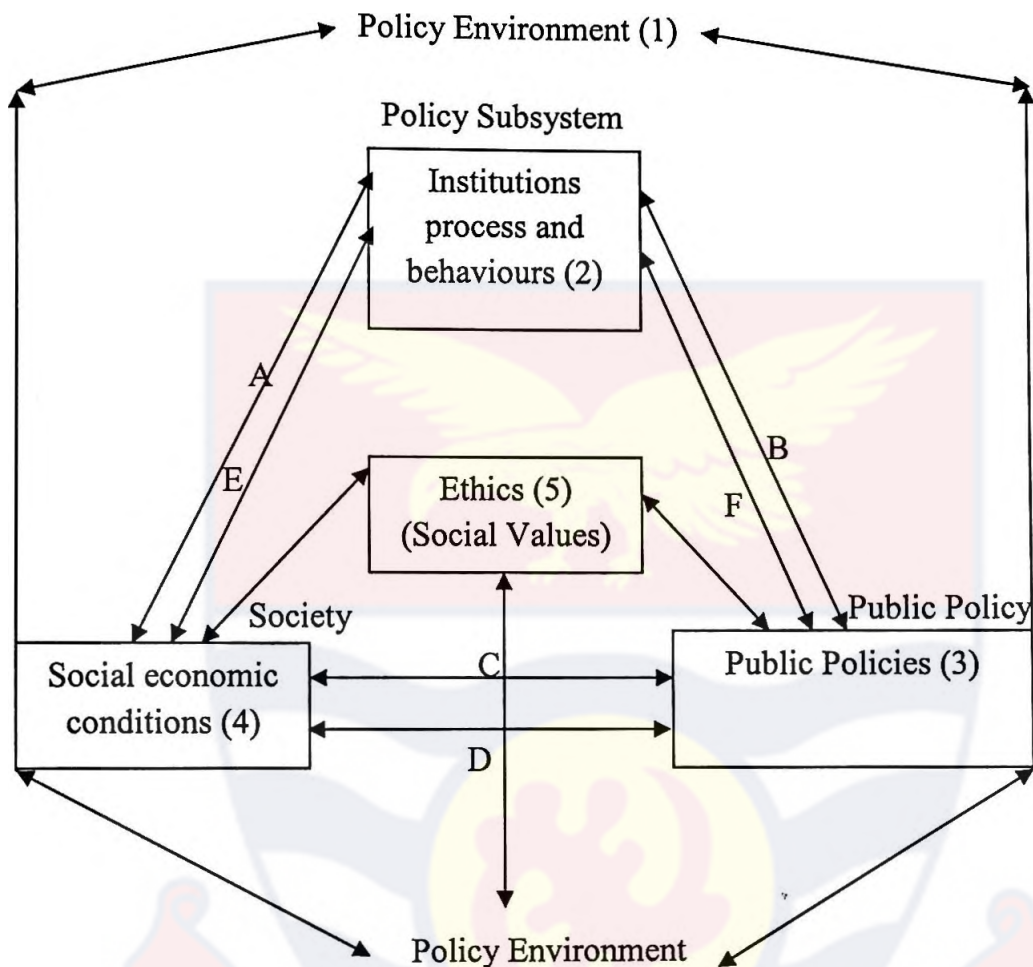 Policy Environment (1)
Policy Subsystem
Institutions
process and
behaviours (2)
A
B
E
F
Ethics (5)
(Social Values)
Society
Public Policy
Social economic
conditions (4)
C
Public Policies (3)
D
Policy Environment